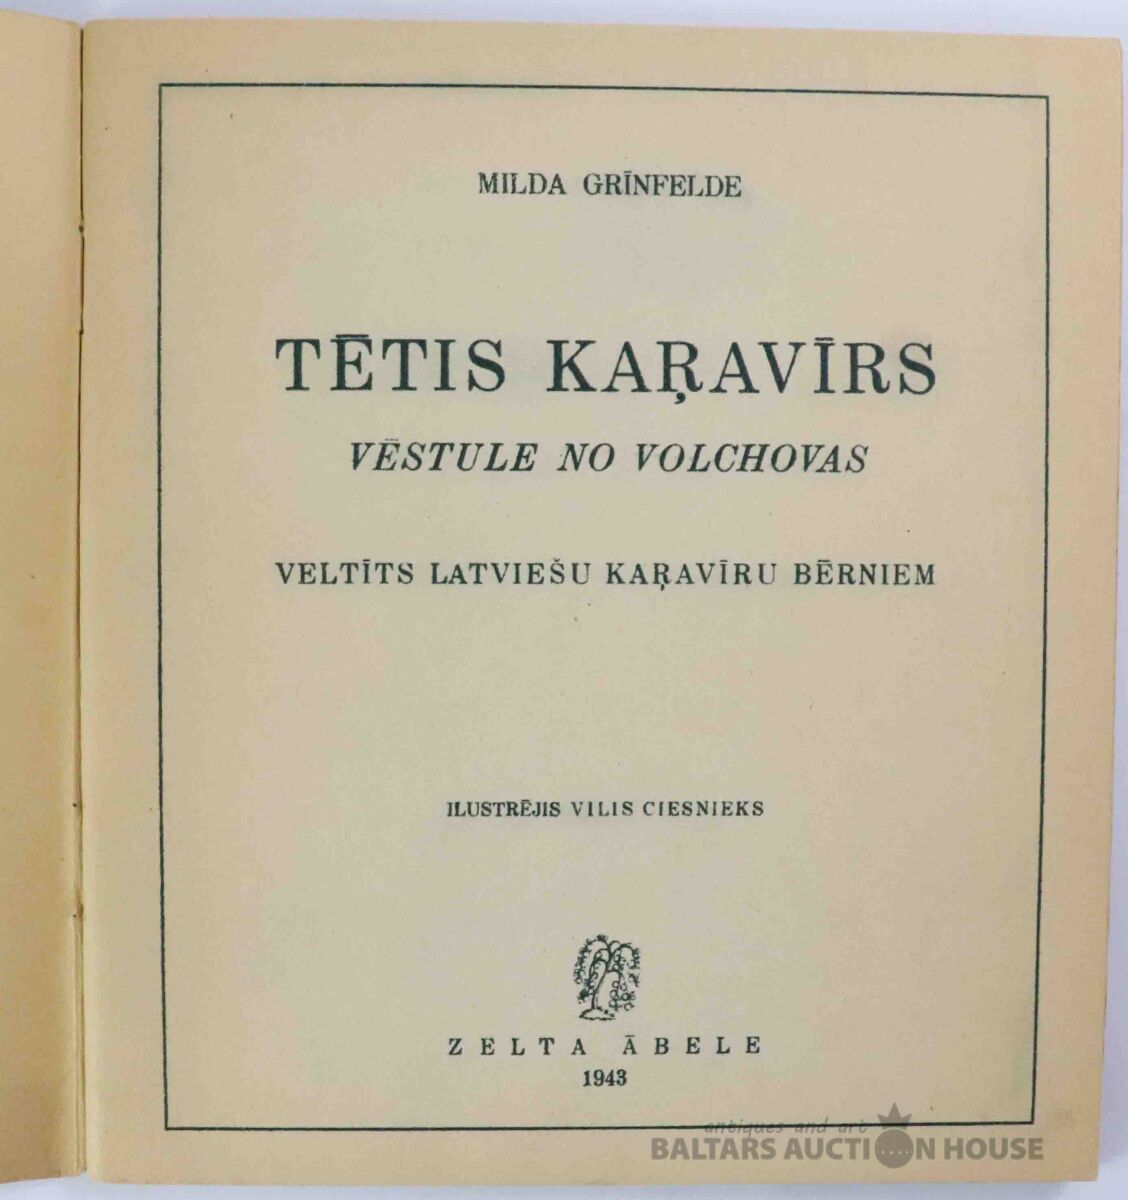 MILDA GRĪNFELDE
TĒTIS KAŖAVĪRS
VĒSTULE NO VOLCHOVAS
VELTĪTS LATVIEŠU KAŖAVĪRU BĒRNIEM
ILUSTRĒJIS VILIS CIESNIEKS
ZELTA ĀBELE
1943
antiques and art
BALTARS AUCTION HOUSE